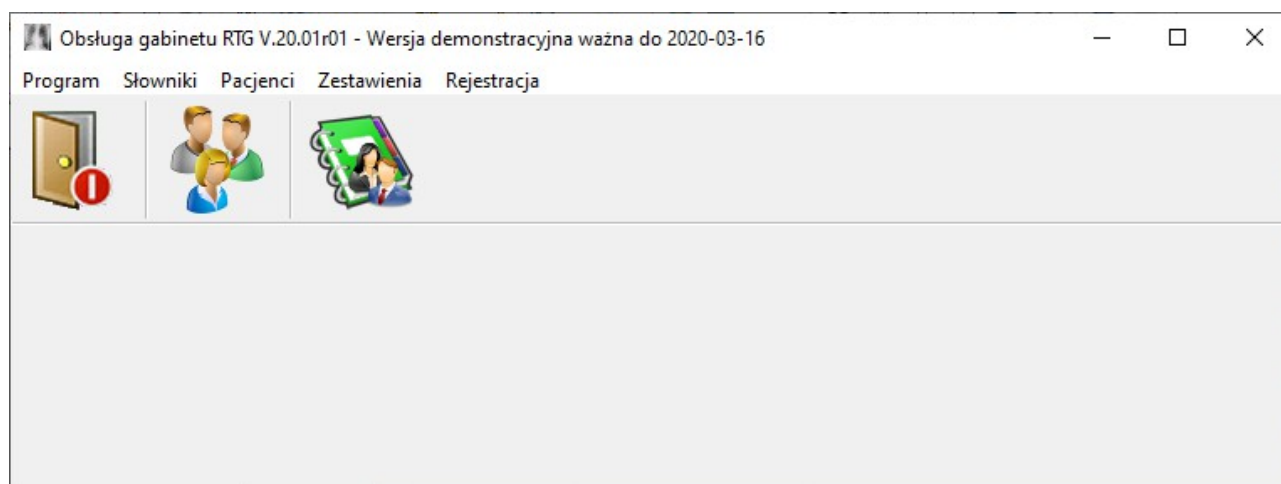 Obsługa gabinetu RTG V.20.01r01 - Wersja demonstracyjna ważna do 2020-03-16
Program Słowniki Pacjenci Zestawienia Rejestracja